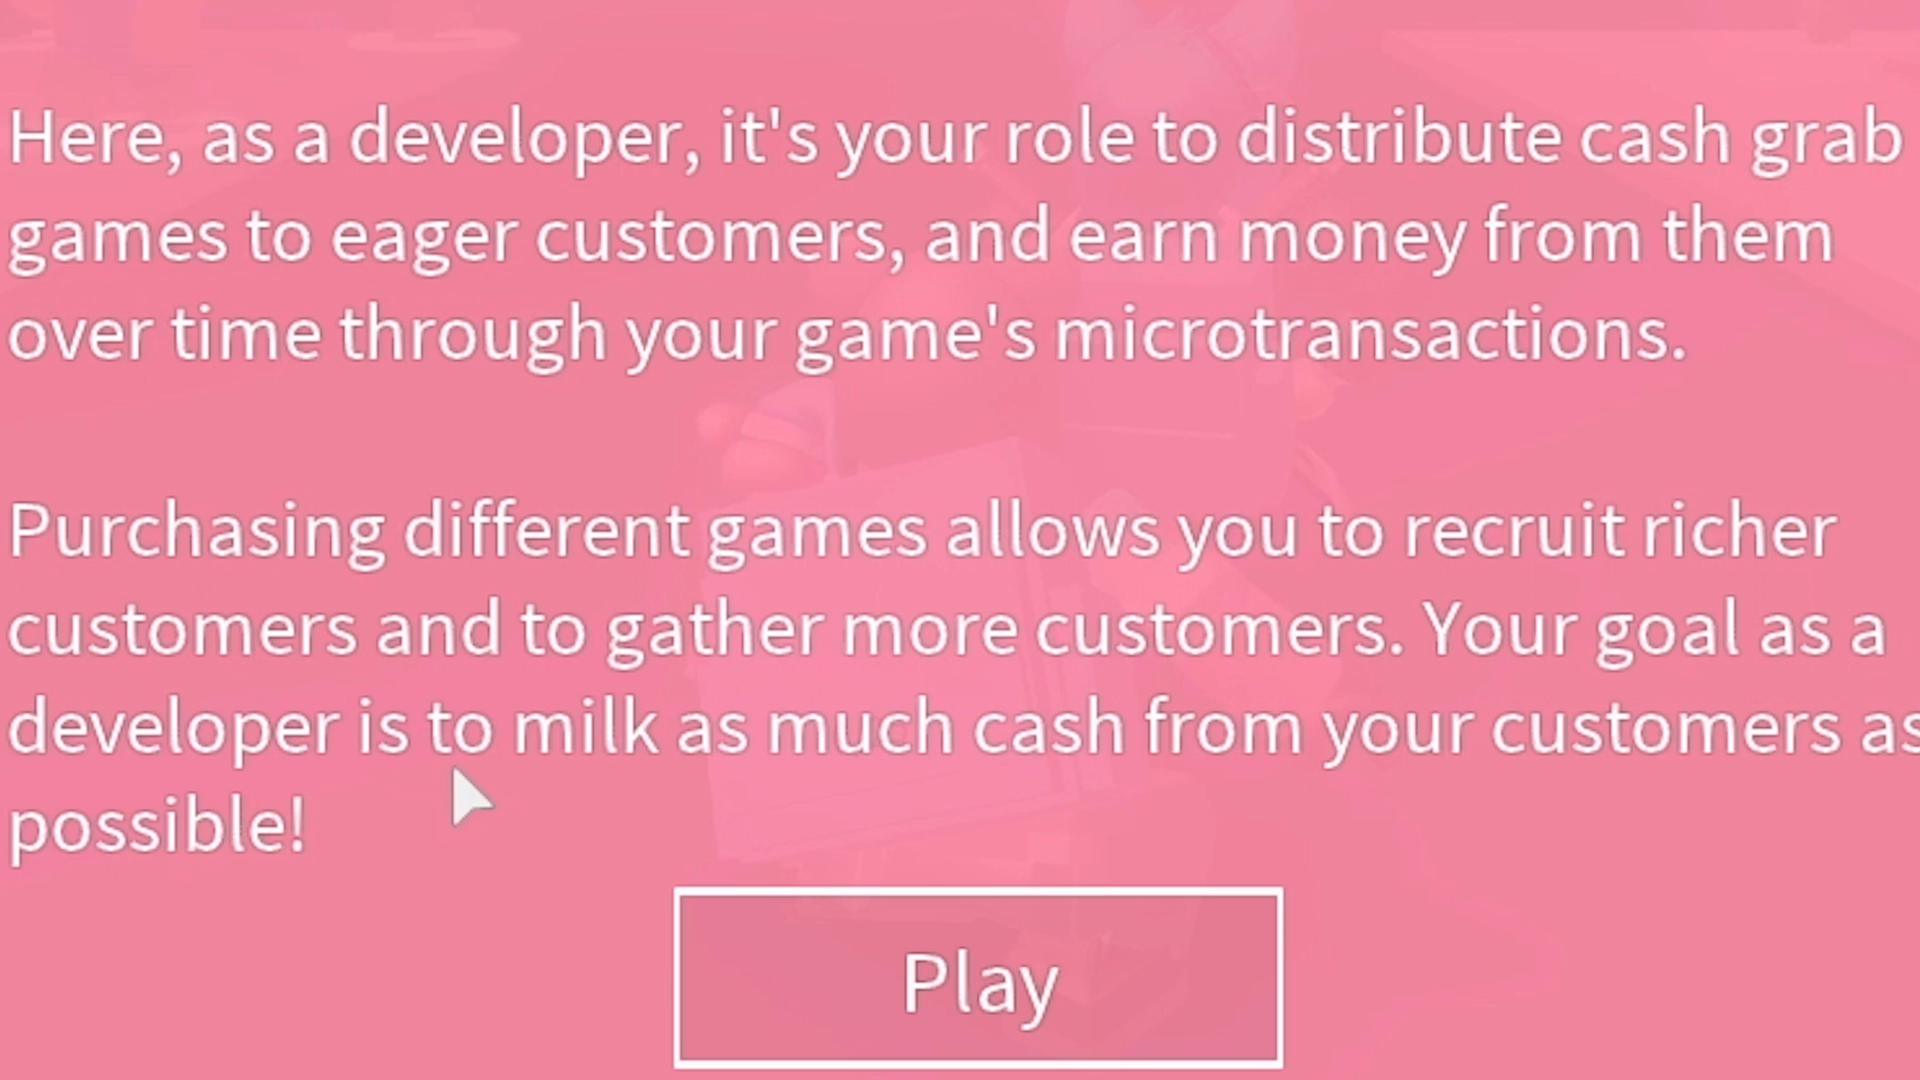 Here, as a developer, it's your role to distribute cash grab
games to eager customers, and earn money from them
over time through your game's microtransactions.
Purchasing different games allows you to recruit richer
customers and to gather more customers. Your goal as a
developer is to milk as much cash from your customers as
possible!
Play